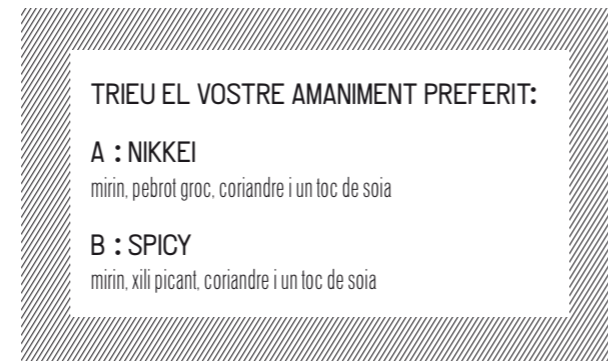 TRIEU EL VOSTRE AMANIMENT PREFERIT:
A : NIKKEI
mirin, pebrot groc, coriandre i un toc de soia
B : SPICY
mirin, xili picant, coriandre i un toc de soia